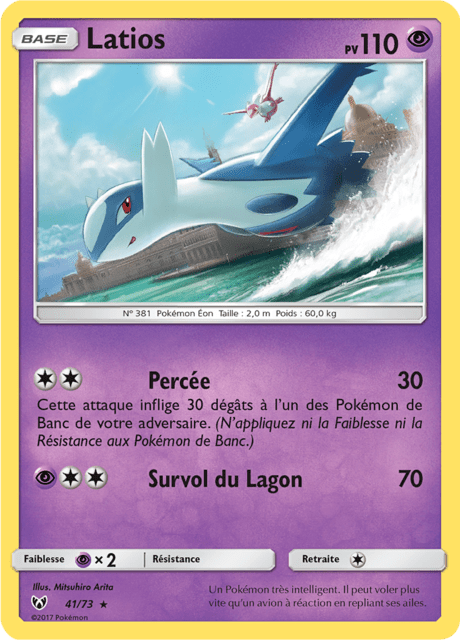 BASE Latios PV 110
N° 381 Pokémon Éon Taille : 2,0 m Poids : 60,0 kg
Percée 30
Cette attaque inflige 30 dégâts à l'un des Pokémon de
Banc de votre adversaire. (N'appliquez ni la Faiblesse ni la
Résistance aux Pokémon de Banc.)
Survol du Lagon 70
Faiblesse ×2 Résistance Retraite
Illus. Mitsuhiro Arita
41/73 ★
©2017 Pokémon
Un Pokémon très intelligent. Il peut voler plus
vite qu'un avion à réaction en repliant ses ailes.